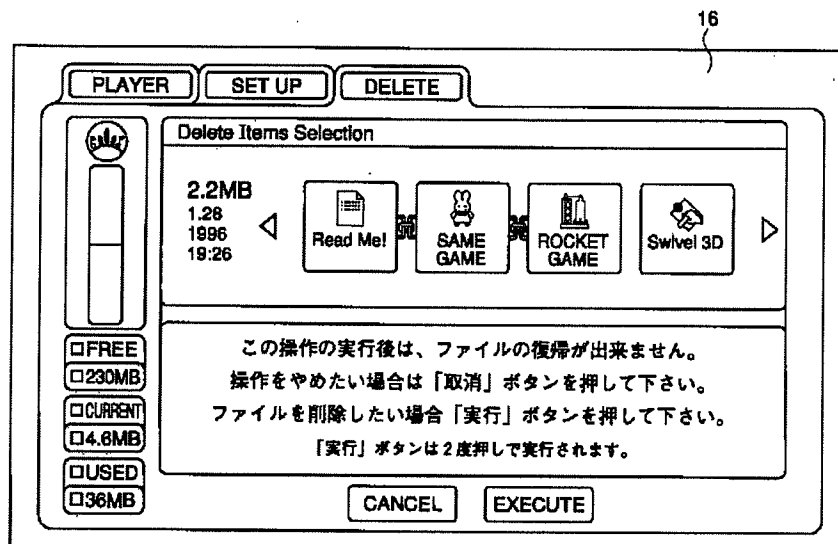 16
PLAYER
SET UP
DELETE
Delete Items Selection
2.2MB
1.28
1996
19:26
Read Me!
SAME
GAME
ROCKET
GAME
Swivel 3D
FREE
230MB
CURRENT
4.6MB
USED
36MB
この操作の実行後は、ファイルの復帰が出来ません。
操作をやめたい場合は「取消」ボタンを押して下さい。
ファイルを削除したい場合「実行」ボタンを押して下さい。
「実行」ボタンは2度押しで実行されます。
CANCEL
EXECUTE